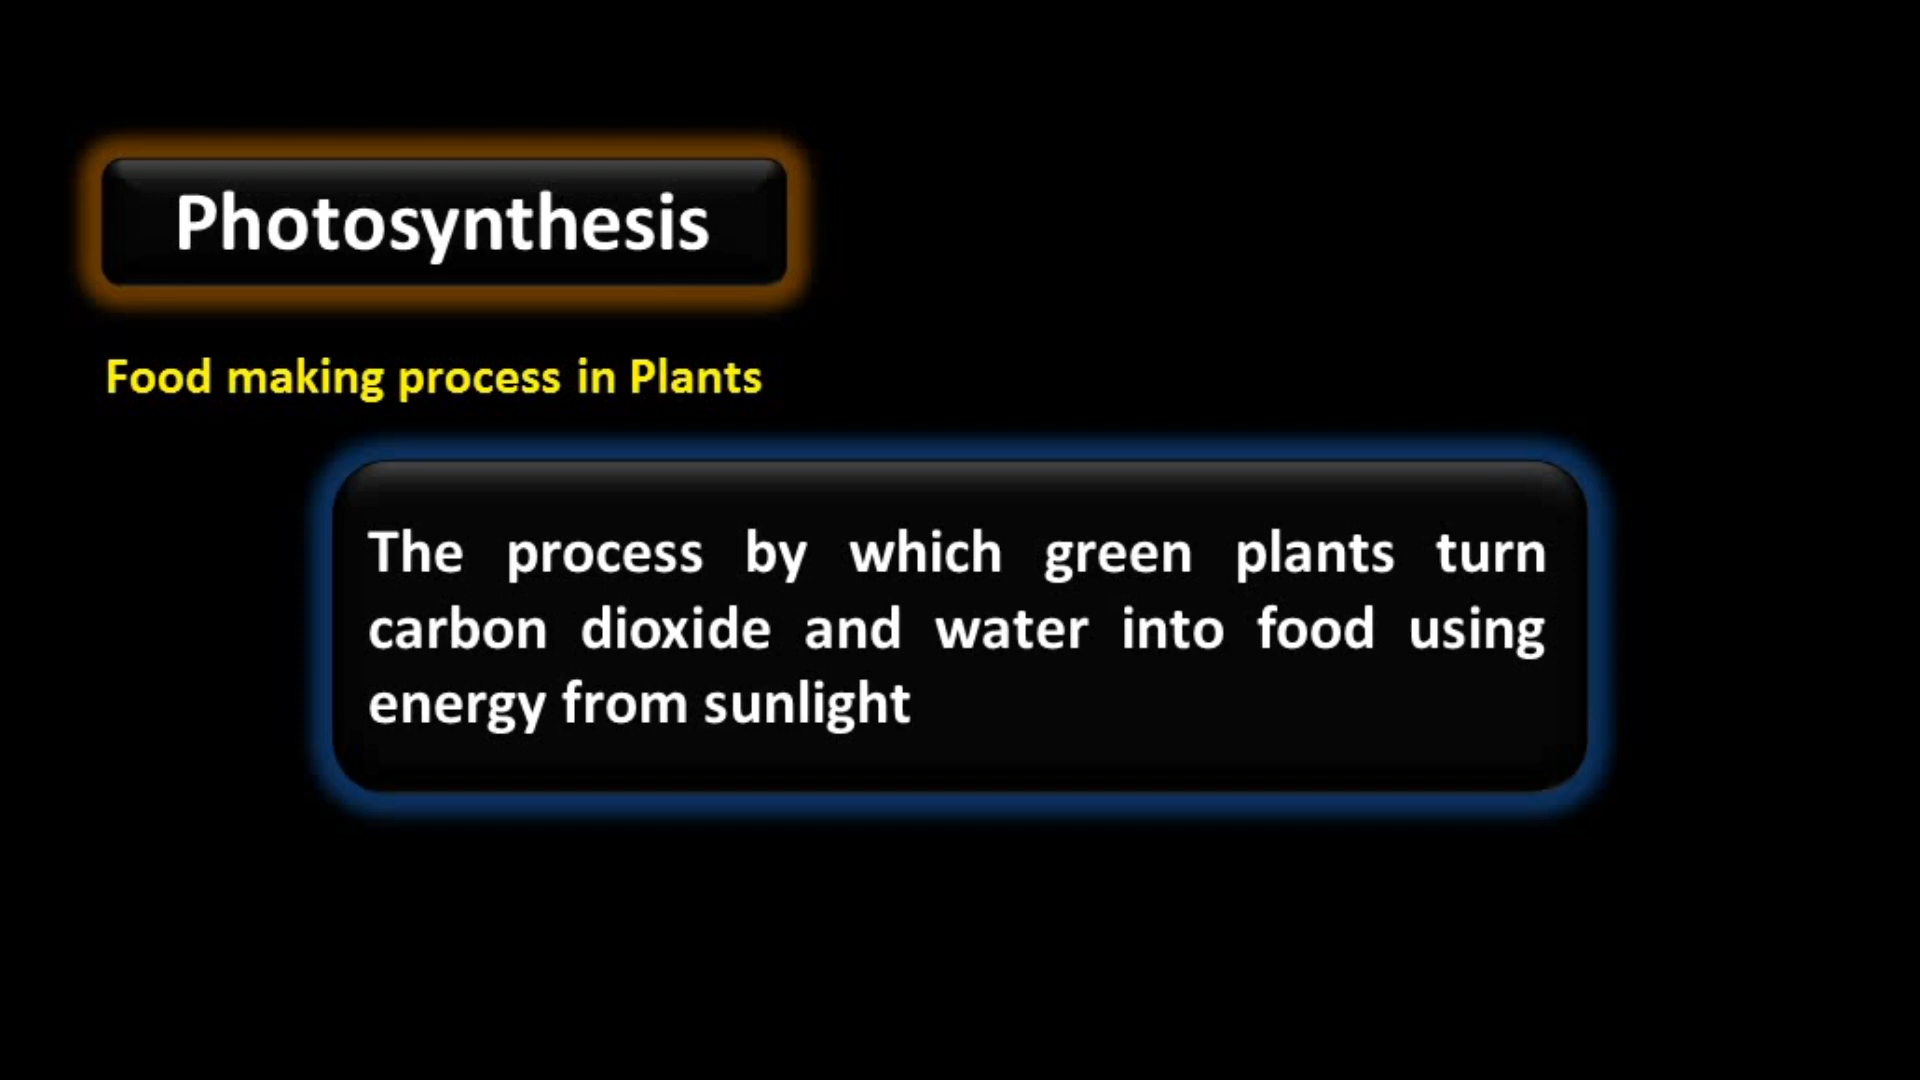 Photosynthesis
Food making process in Plants
The process by which green plants turn
carbon dioxide and water into food using
energy from sunlight